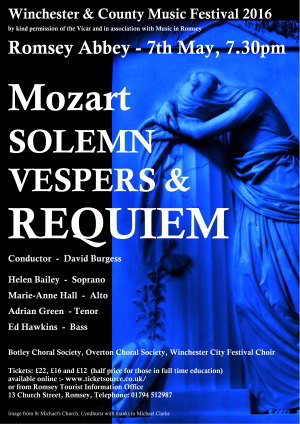 Winchester & County Music Festival 2016
by kind permission of the Vicar and in association with Music in Romsey
Romsey Abbey - 7th May, 7.30pm
Mozart
SOLEMN
VESPERS &
REQUIEM
Conductor - David Burgess
Helen Bailey - Soprano
Marie-Anne Hall - Alto
Adrian Green - Tenor
Ed Hawkins - Bass
Botley Choral Society, Overton Choral Society, Winchester City Festival Choir
Tickets: £22, £16 and £12 (half price for those in full time education)
available online :- www.ticketsource.co.uk/
or from Romsey Tourist Information Office
13 Church Street, Romsey, Telephone: 01794 512987
Image from St Michael's Church, Lyndhurst with thanks to Michael Clarke